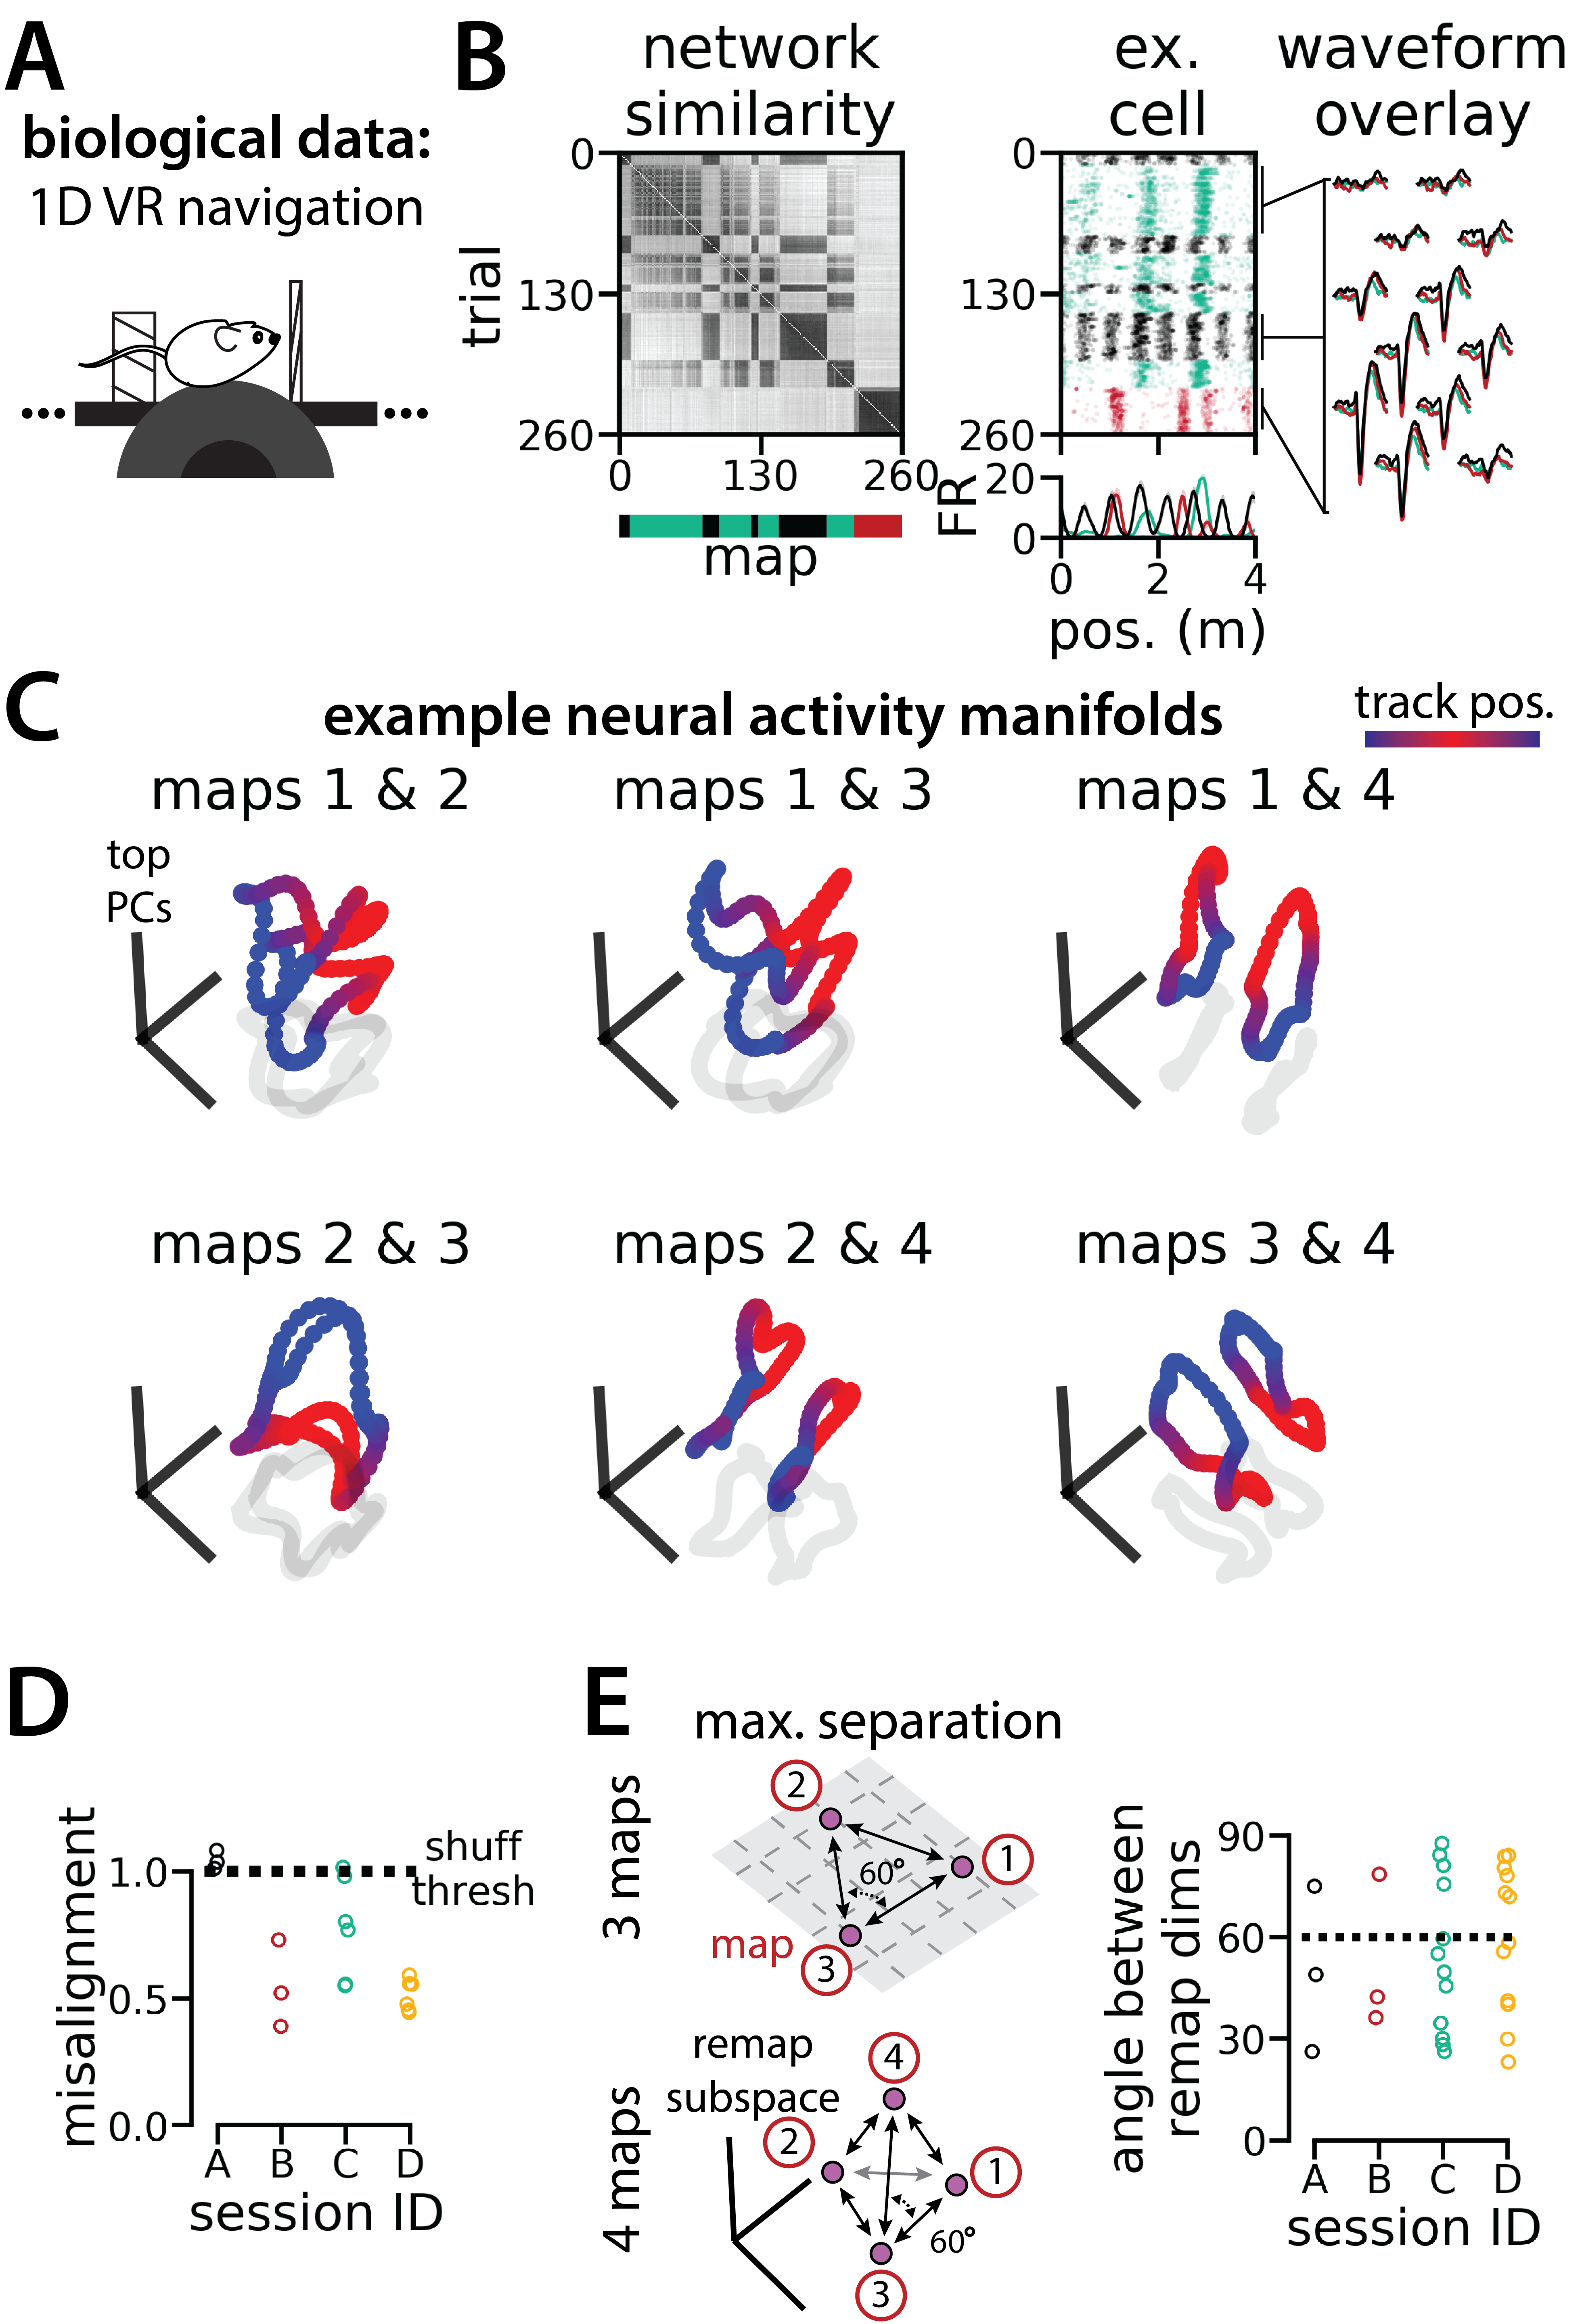 A
biological data:
1D VR navigation
B
network
similarity
ex.
cell
waveform
overlay
trial
0
130
260
0
130
260
map
0
130
260
FR
20
0
0
2
4
pos. (m)
C
example neural activity manifolds
track pos.
maps 1 & 2
maps 1 & 3
maps 1 & 4
top
PCs
maps 2 & 3
maps 2 & 4
maps 3 & 4
D
misalignment
1.0
0.5
0.0
shuff
thresh
A
B
C
D
session ID
E
max. separation
3 maps
2
1
60°
map
3
4 maps
remap
subspace
4
2
1
60°
3
angle between
remap dims
90
60
30
0
A
B
C
D
session ID